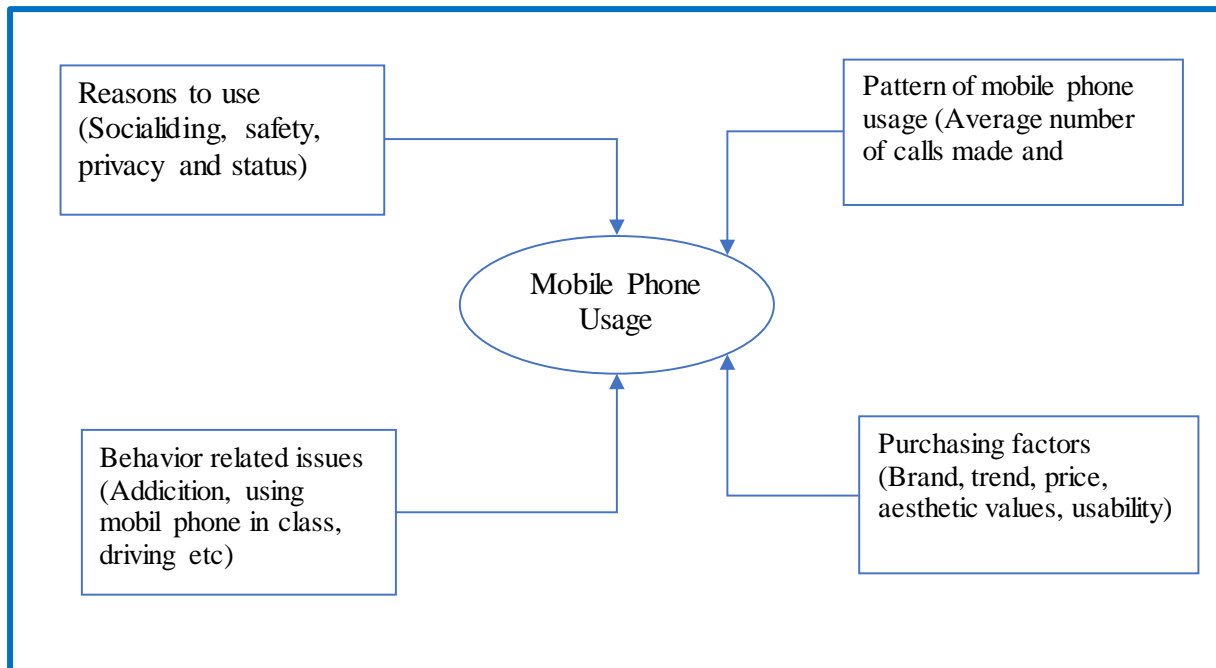 Reasons to use
(Socialiding, safety,
privacy and status)
Pattern of mobile phone
usage (Average number
of calls made and
Mobile Phone
Usage
Behavior related issues
(Addicition, using
mobil phone in class,
driving etc)
Purchasing factors
(Brand, trend, price,
aesthetic values, usability)